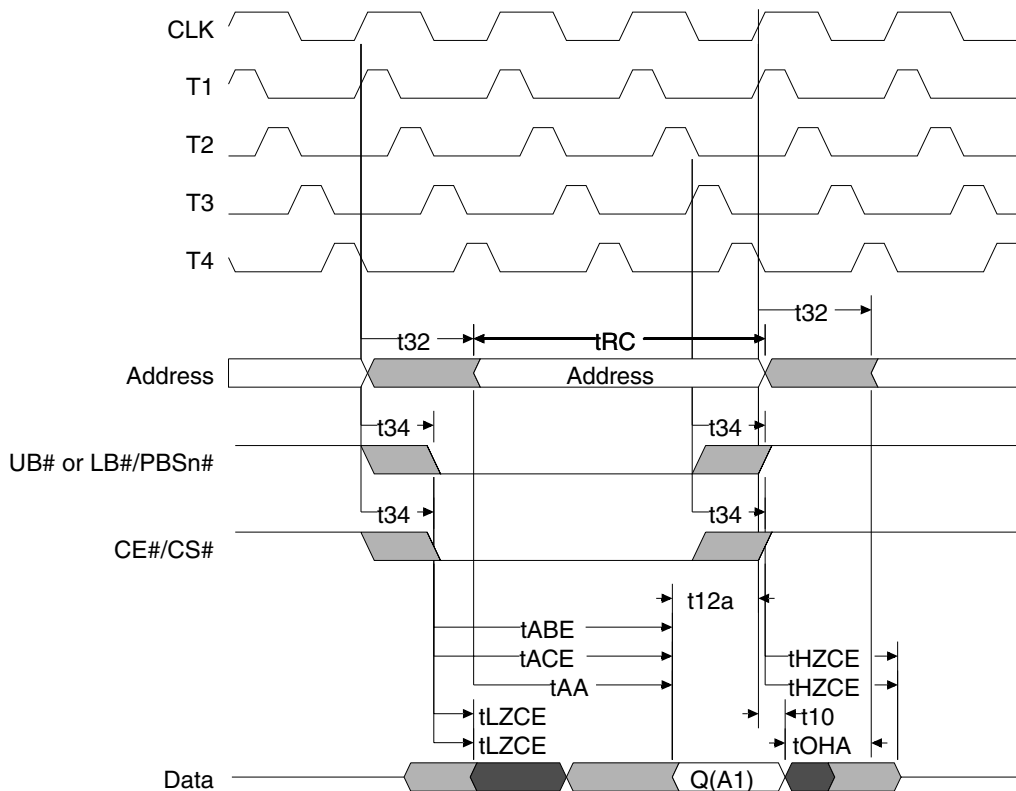 CLK
T1
T2
T3
T4
t32
t32 tRC
Address Address
t34 t34
UB# or LB#/PBSn#
t34 t34
CE#/CS#
t12a
tABE
tACE tHZCE
tAA tHZCE
tLZCE t10
tLZCE tOHA
Data Q(A1)